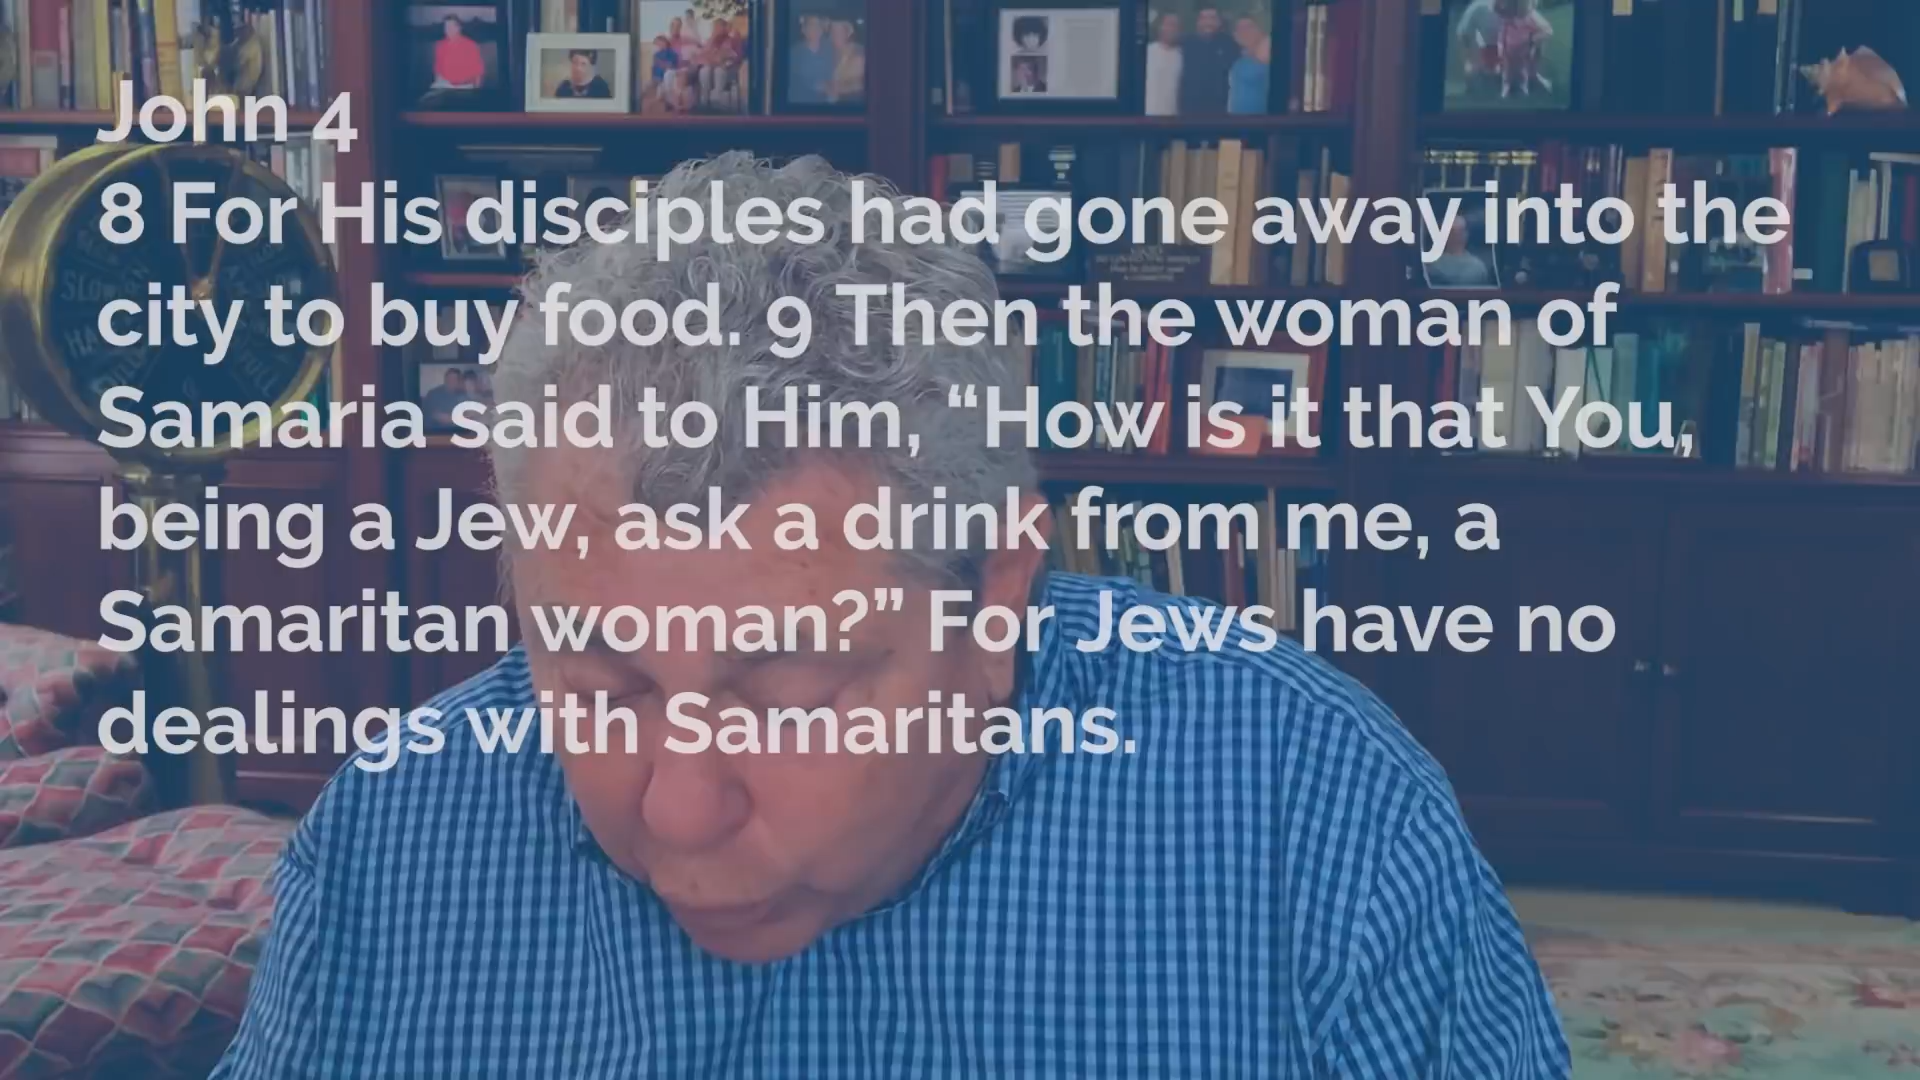 John 4
8 For His disciples had gone away into the
city to buy food. 9 Then the woman of
Samaria said to Him, “How is it that You,
being a Jew, ask a drink from me, a
Samaritan woman?” For Jews have no
dealings with Samaritans.
SLOW
FULL